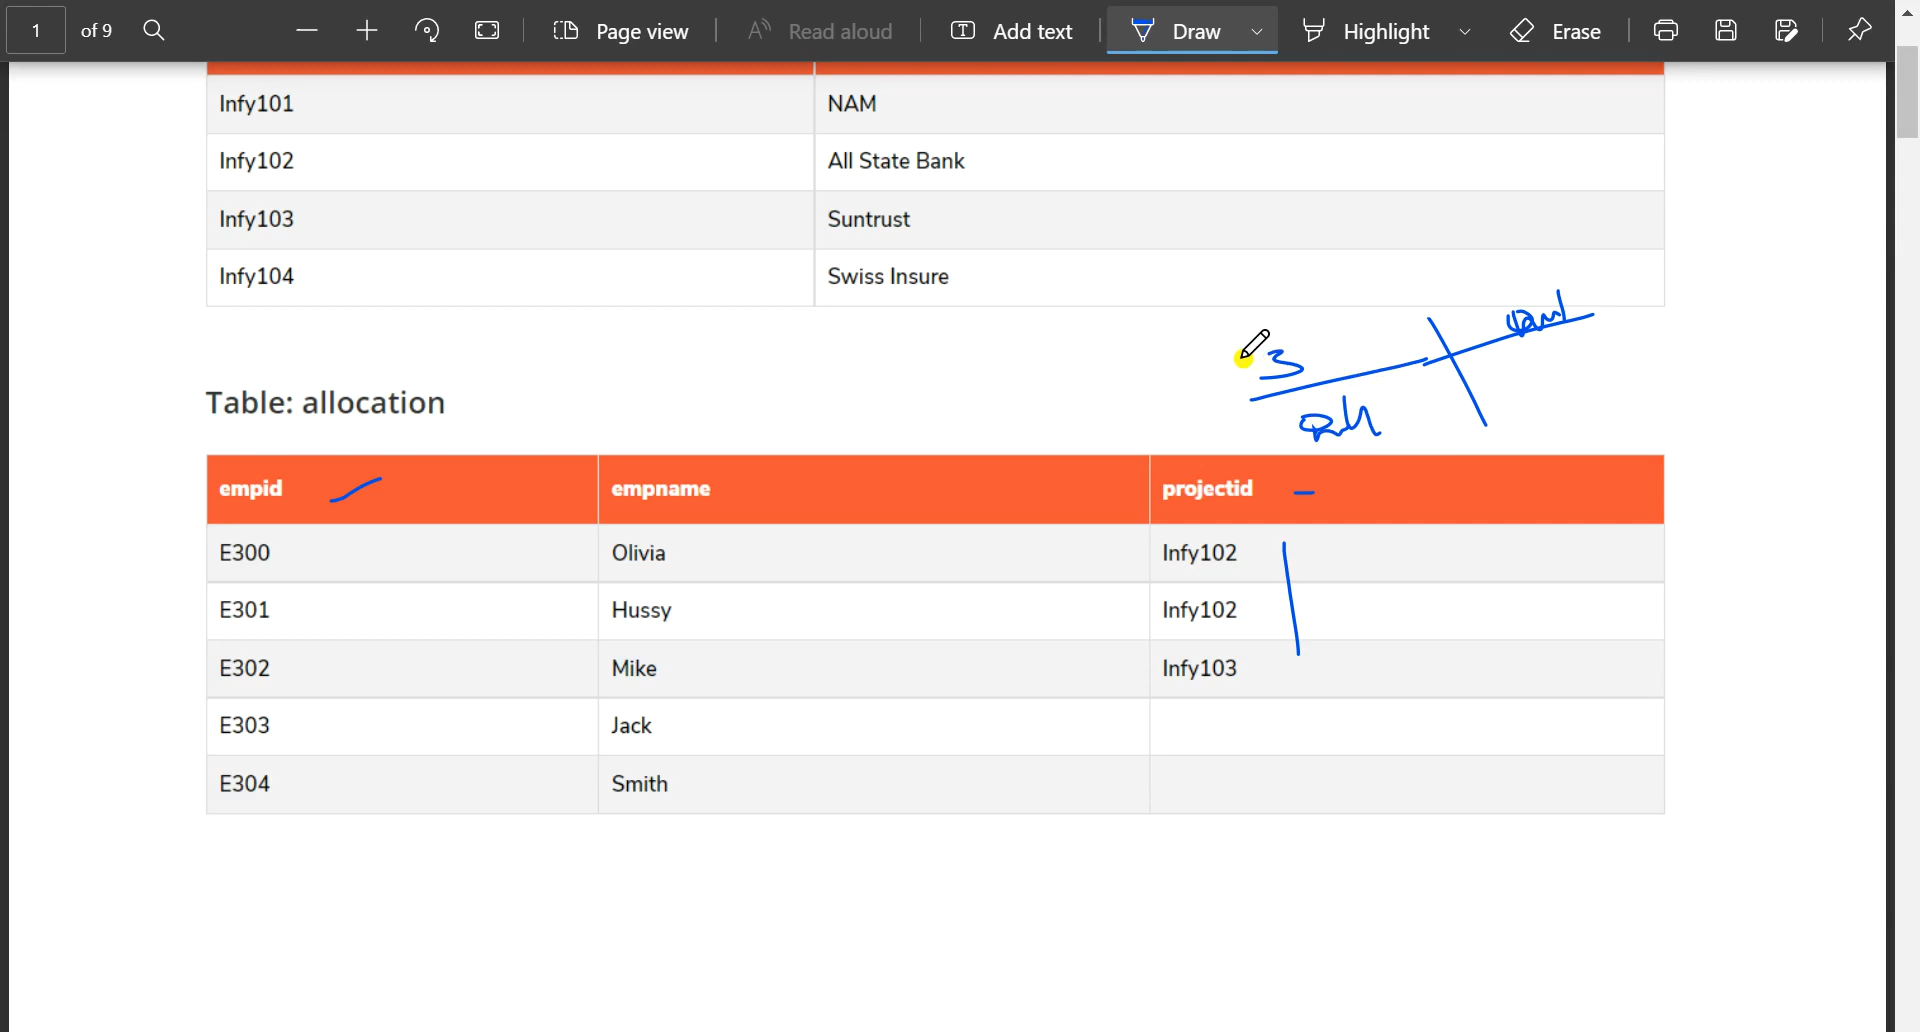 1 of 9 Page view Read aloud Add text Draw Highlight Erase
Infy101 NAM
Infy102 All State Bank
Infy103 Suntrust
Infy104 Swiss Insure
3
Table: allocation
empid empname projectid
E300 Olivia Infy102
E301 Hussy Infy102
E302 Mike Infy103
E303 Jack
E304 Smith